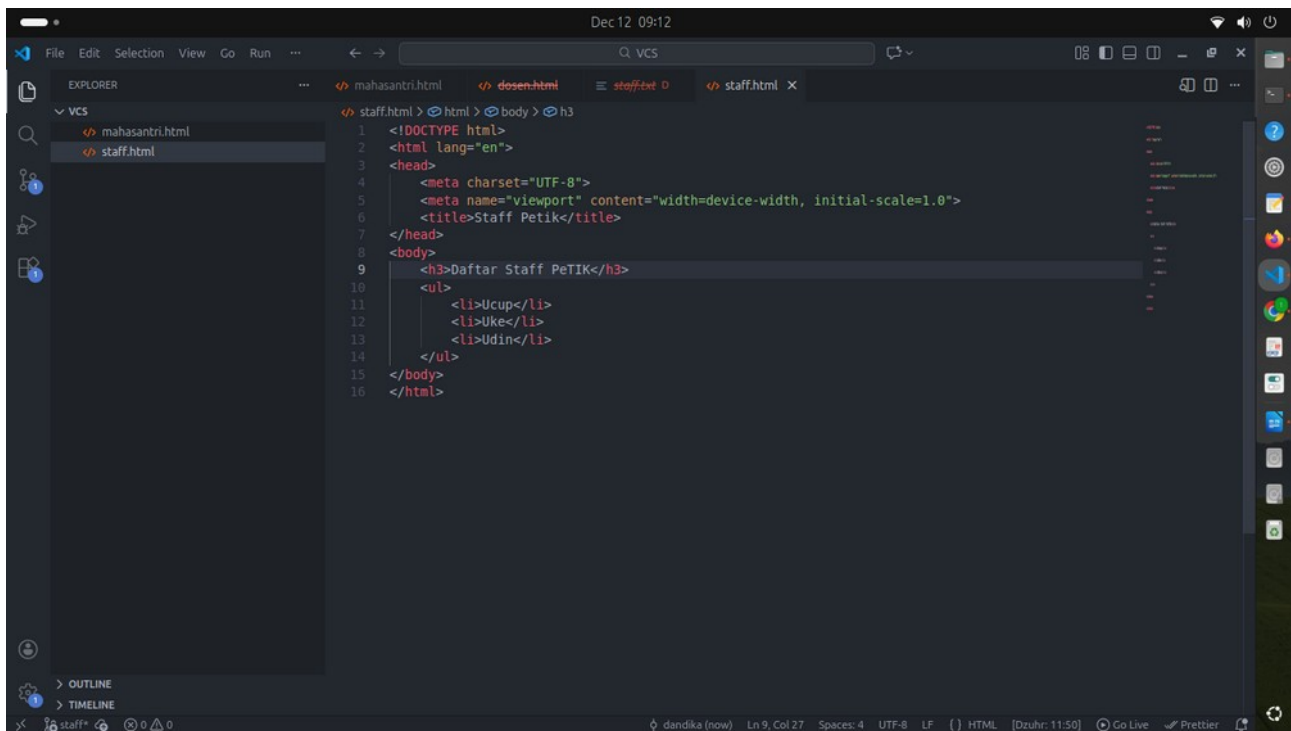 Dec 12 09:12
File Edit Selection View Go Run ...
VCS
EXPLORER ...
mahasantri.html
dosen.html
staff.txt D
staff.html
VCS
mahasantri.html
staff.html
staff.html > html > body > h3
1 <!DOCTYPE html>
2 <html lang="en">
3 <head>
4 <meta charset="UTF-8">
5 <meta name="viewport" content="width=device-width, initial-scale=1.0">
6 <title>Staff Petik</title>
7 </head>
8 <body>
9 <h3>Daftar Staff PeTIK</h3>
10 <ul>
11 <li>Ucup</li>
12 <li>Uke</li>
13 <li>Udin</li>
14 </ul>
15 </body>
16 </html>
1
1
1
OUTLINE
TIMELINE
staff* 0 0 dandika (now) Ln 9, Col 27 Spaces: 4 UTF-8 LF { } HTML [Dzuhr: 11:50] Go Live Prettier